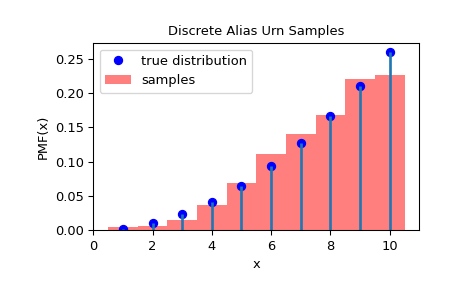 Discrete Alias Urn Samples
true distribution
samples
PMF(x)
0.25
0.20
0.15
0.10
0.05
0.00
0 2 4 6 8 10
x